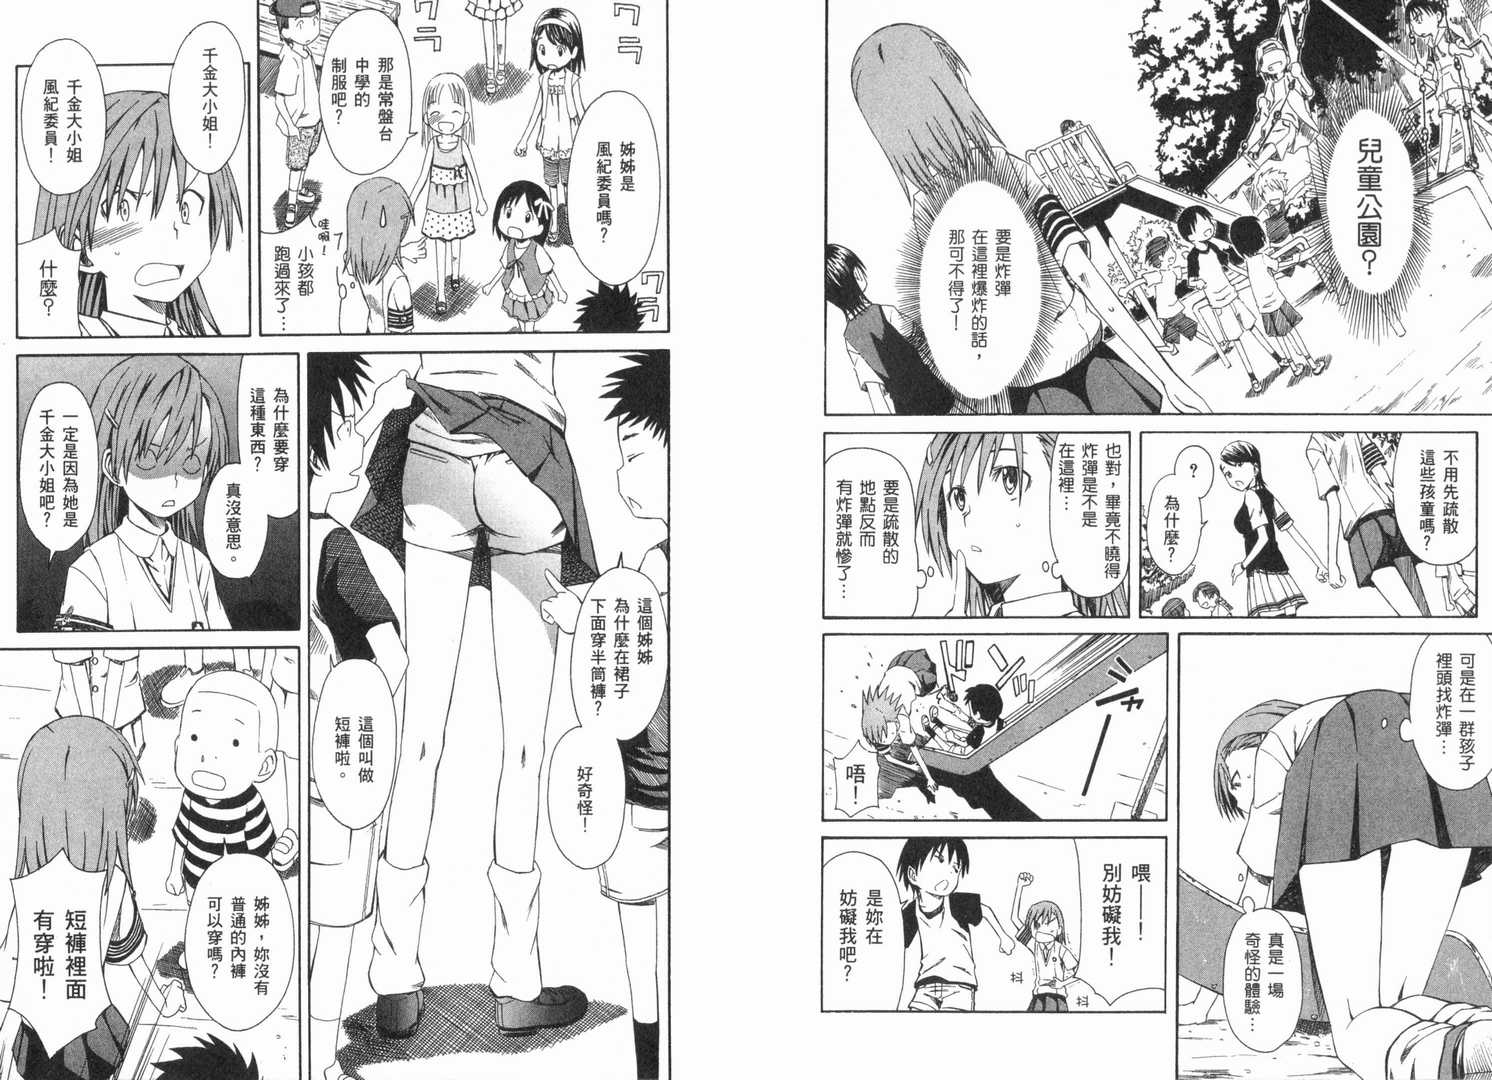 兒童公園？
要是炸彈
在這裡爆炸的話，
那可不得了！
不用先疏散
這些孩童嗎？
？
為什麼？
也對，畢竟不曉得
炸彈是不是
在這裡…
要是疏散的
地點反而
有炸彈就慘了…
可是在一群孩子
裡頭找炸彈…
真是一場
奇怪的體驗…
唔！
喂——！
別妨礙我！
是妳在
妨礙我吧？
抖
抖
姊姊是
風紀委員嗎？
那是常盤台
中學的
制服吧？
ワラ
ワラ
ワラ
哇啊！
小孩都
跑過來了…
千金大小姐！
千金大小姐
風紀委員！
什麼？
這個姊姊
為什麼在裙子
下面穿半筒褲？
好奇怪！
這個叫做
短褲啦。
為什麼要穿
這種東西？
真沒意思。
一定是因為她是
千金大小姐吧？
姊姊，妳沒有
普通的內褲
可以穿嗎？
短褲裡面
有穿啦！